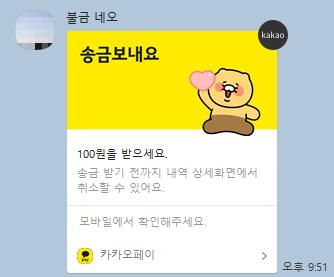 불금 네오
kakao
송금보내요
100원을 받으세요.
송금 받기 전까지 내역 상세화면에서
취소할 수 있어요.
모바일에서 확인해주세요.
pay
카카오페이
오후 9:51